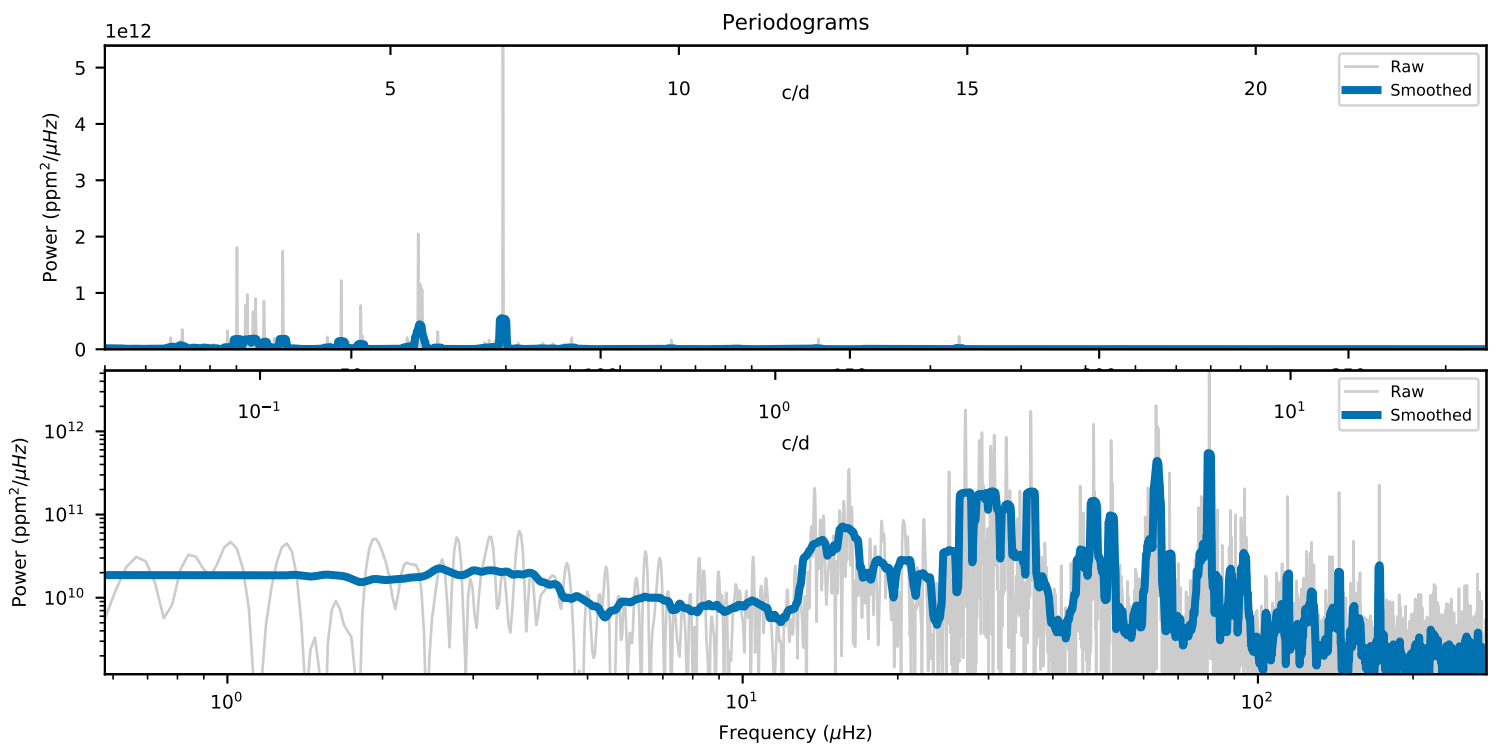 Periodograms
1e12
Raw
Smoothed
5
10
15
20
c/d
5
4
3
2
1
0
Power (ppm²/μHz)
Raw
Smoothed
10⁻¹
10⁰
10¹
c/d
10¹²
10¹¹
10¹⁰
Power (ppm²/μHz)
10⁰
10¹
10²
Frequency (μHz)